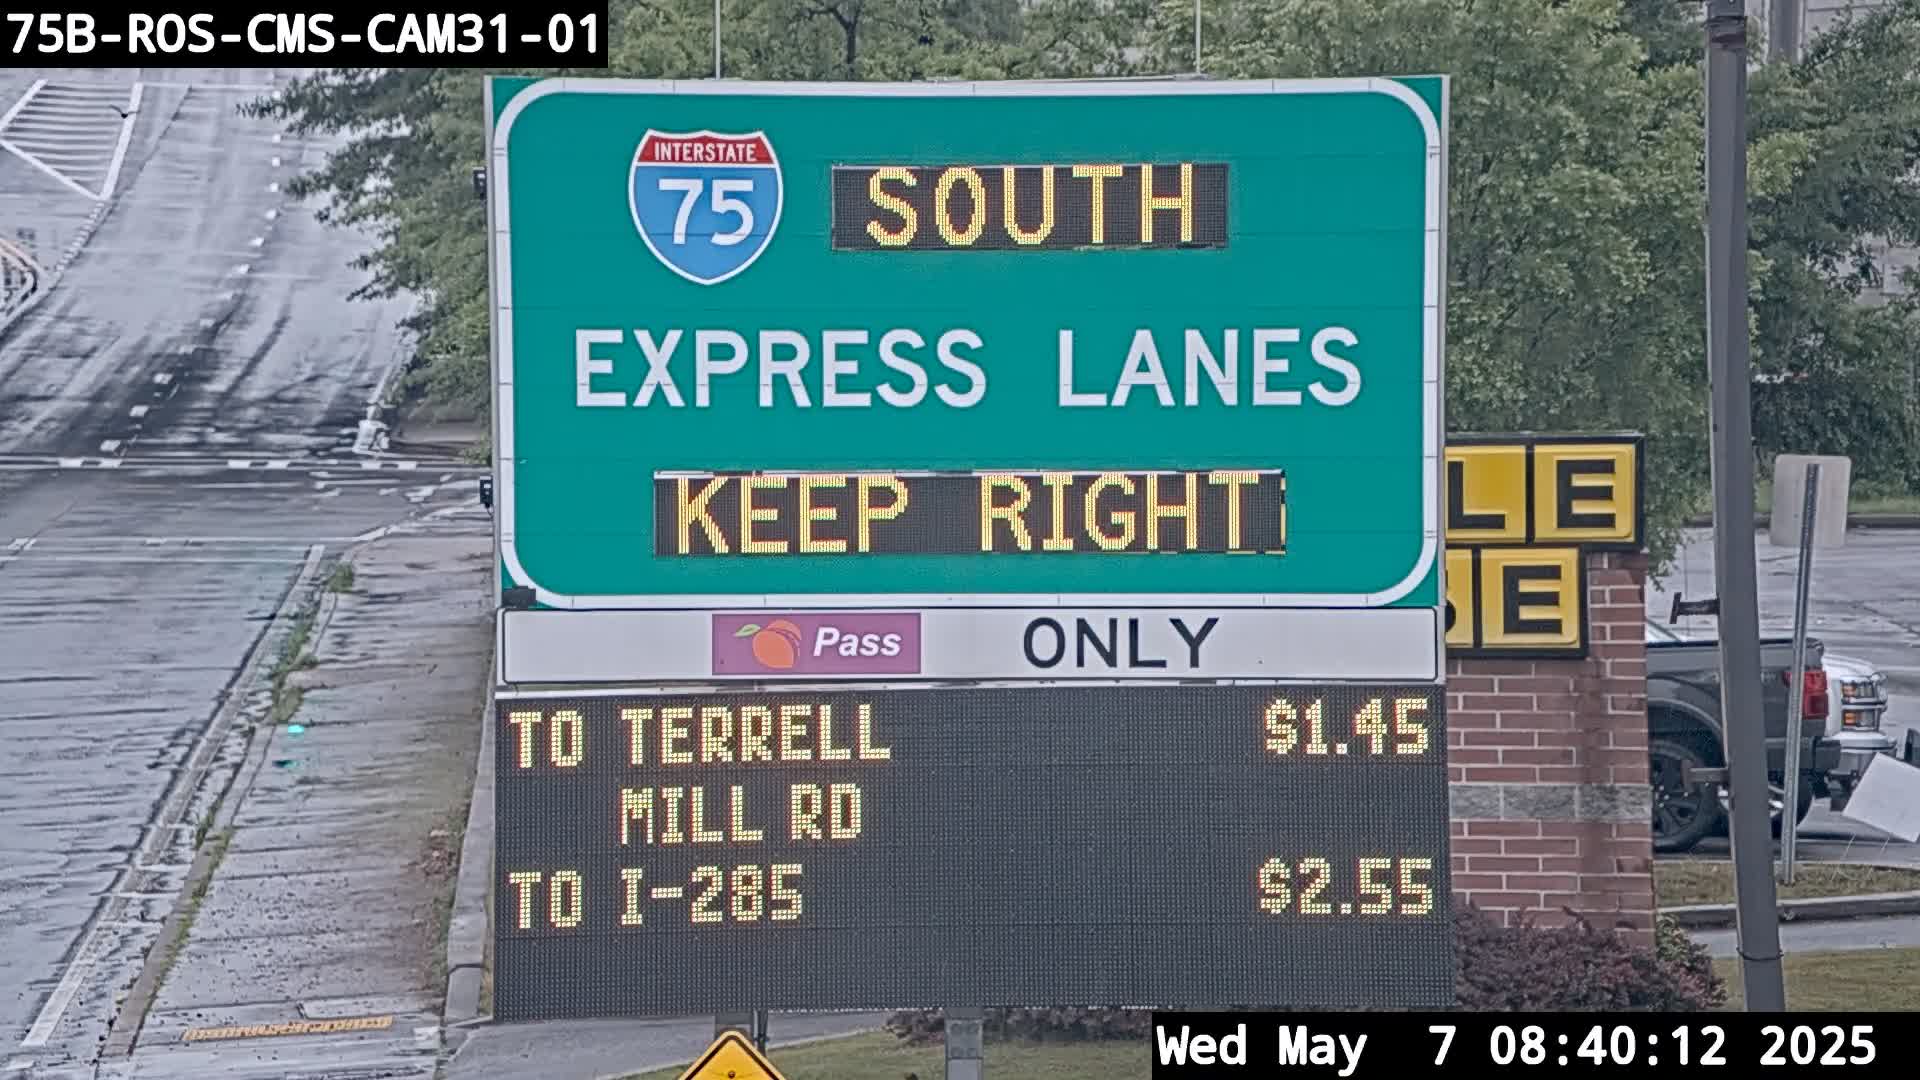 75B-ROS-CMS-CAM31-01
INTERSTATE
75
SOUTH
EXPRESS LANES
KEEP RIGHT
Pass ONLY
TO TERRELL $1.45
MILL RD
TO I-285 $2.55
LE
E
Wed May 7 08:40:12 2025